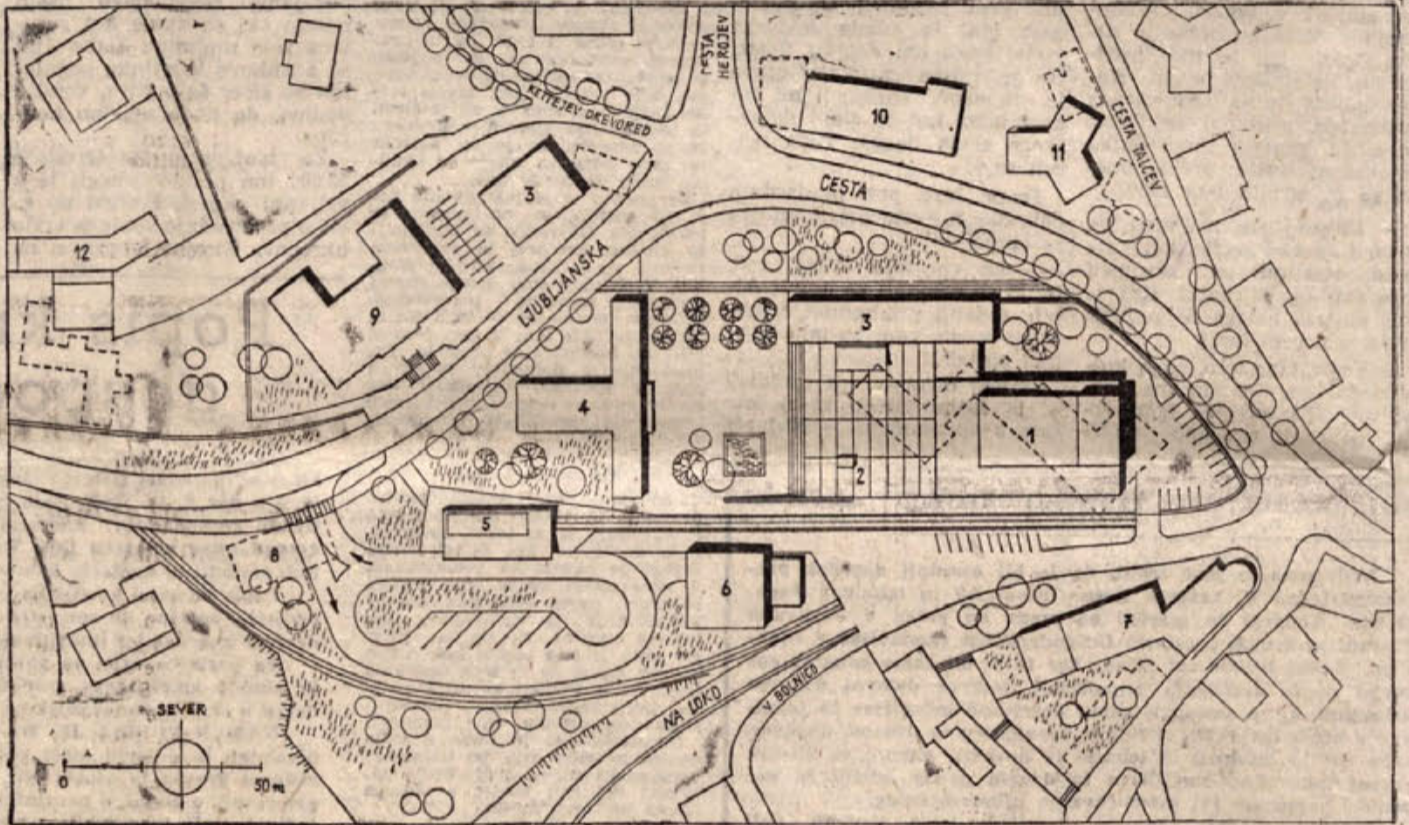 CESTA
HEROJEV
KETTEJEV DREVORED
CESTA TALCEV
10
11
3
CESTA
12
LJUBLJANSKA
9
3
4
1
2
5
8
6
7
NA LOKO
V BOLNICO
SEVER
0 50 m